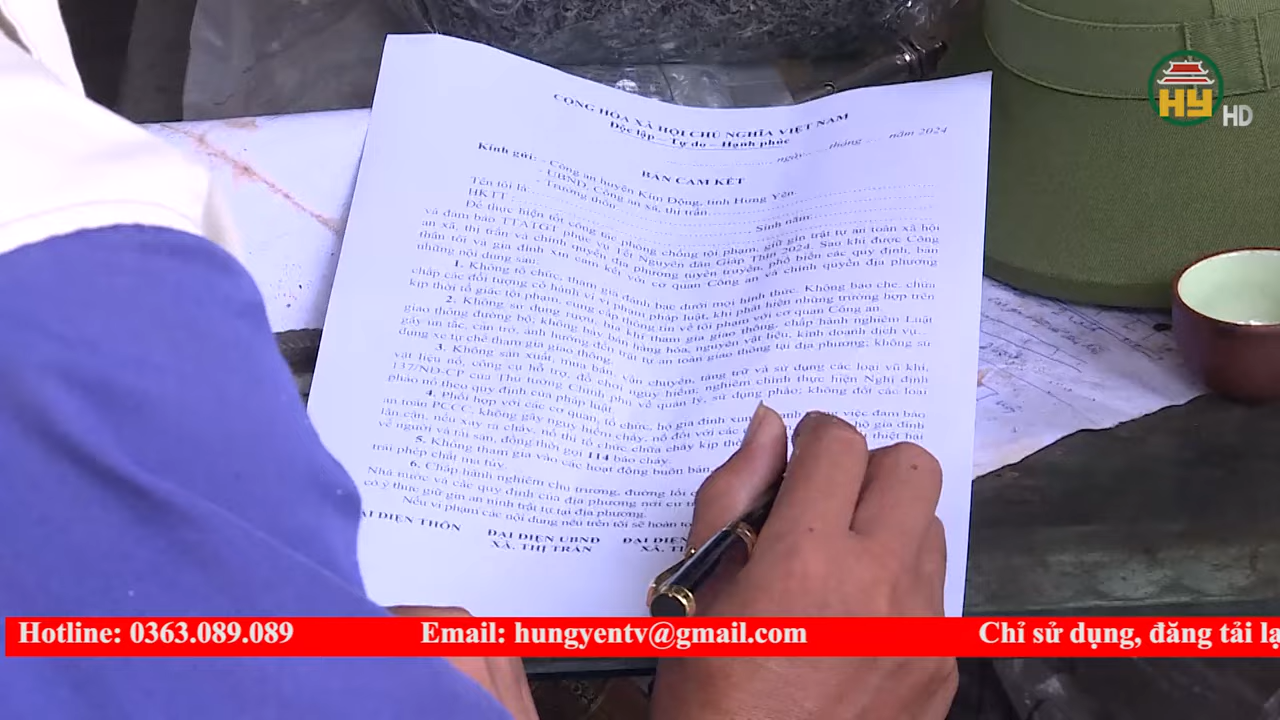 CỘNG HÒA XÃ HỘI CHỦ NGHĨA VIỆT NAM
Độc lập – Tự do – Hạnh phúc
ngày.... tháng .... năm 2024
BẢN CAM KẾT
Kính gửi: - Công an huyện Kim Động, tỉnh Hưng Yên.
- UBND, Công an xã, thị trấn
- Trưởng thôn
Tên tôi là: Sinh năm:
HKTT
Để thực hiện tốt công tác phòng chống tội phạm, giữ gìn trật tự an toàn xã hội
và đảm bảo TTATGT phục vụ Tết Nguyên đán Giáp Thìn 2024. Sau khi được Công
an xã, thị trấn và chính quyền địa phương tuyên truyền, phổ biến các quy định, bản
thân tôi và gia đình xin cam kết với cơ quan Công an và chính quyền địa phương
những nội dung sau:
1. Không tổ chức, tham gia đánh bạc dưới mọi hình thức. Không bao che, chứa
chấp các đối tượng có hành vi vi phạm pháp luật, khi phát hiện những trường hợp trên
kịp thời tố giác tội phạm, cung cấp thông tin về tội phạm với cơ quan Công an.
2. Không sử dụng rượu, bia khi tham gia giao thông, chấp hành nghiêm Luật
giao thông đường bộ; không bày, bán hàng hóa, nguyên vật liệu, kinh doanh dịch vụ...
gây ùn tắc, cản trở, ảnh hưởng đến trật tự an toàn giao thông tại địa phương; không sử
dụng xe tự chế tham gia giao thông.
3. Không sản xuất, mua bán, vận chuyển, tàng trữ và sử dụng các loại vũ khí,
vật liệu nổ, công cụ hỗ trợ, đồ chơi nguy hiểm, nghiêm chỉnh thực hiện Nghị định
137/NĐ-CP của Thủ tướng Chính phủ về quản lý, sử dụng pháo; không đốt các loại
pháo nổ theo quy định của pháp luật.
4. Phối hợp với các cơ quan, tổ chức, hộ gia đình xung việc đảm bảo
an toàn PCCC, không gây nguy hiểm cháy, nổ đối với các hộ gia đình
lân cận, nếu xảy ra cháy, nổ thì tổ chức chữa cháy kịp thiệt hại
về người và tài sản, đồng thời gọi 114 báo cháy.
5. Không tham gia vào các hoạt động buôn bán,
trái phép chất ma túy.
6. Chấp hành nghiêm chủ trương, đường lối
Nhà nước và các quy định của địa phương nơi cư
có ý thức giữ gìn an ninh trật tự tại địa phương.
Nếu vi phạm các nội dung nêu trên tôi sẽ hoàn
ĐẠI DIỆN THÔN
ĐẠI DIỆN UBND
XÃ, THỊ TRẤN
ĐẠI DIỆN
HY HD
Hotline: 0363.089.089 Email: hungyentv@gmail.com Chỉ sử dụng, đăng tải lạ